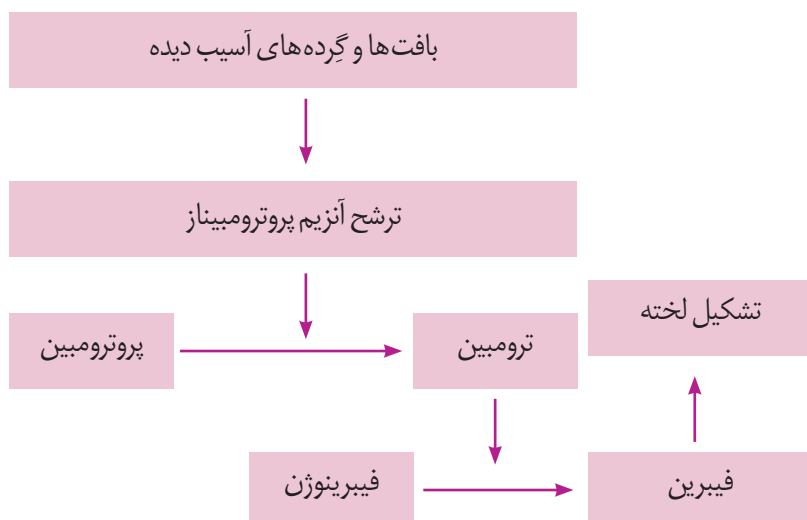 بافت‌ها و گِرده‌های آسیب دیده
ترشح آنزیم پروترومبیناز
پروترومبین
ترومبین
تشکیل لخته
فیبرینوژن
فیبرین